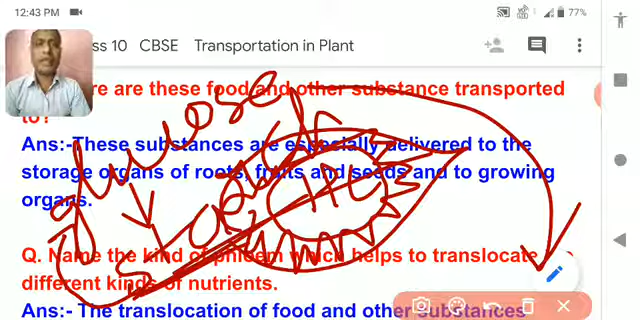 12:43 PM
77%
ss 10 CBSE Transportation in Plant
re are these food and other substance transported
to?
Ans:-These substances are especially delivered to the
storage organs of roots, fruits and seeds and to growing
organs.
glucose
starch
Q. Name the kind of phloem which helps to translocate
different kinds of nutrients.
Ans:- The translocation of food and other substances